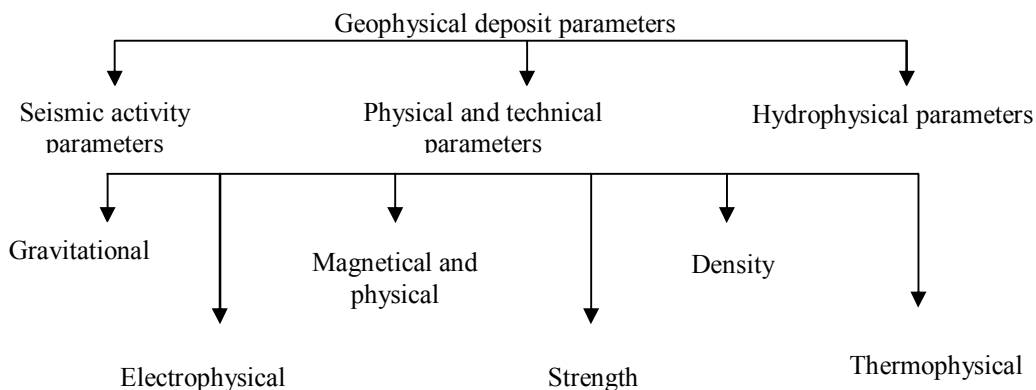 Geophysical deposit parameters
Seismic activity
parameters
Physical and technical
parameters
Hydrophysical parameters
Gravitational
Magnetical and
physical
Density
Electrophysical
Strength
Thermophysical